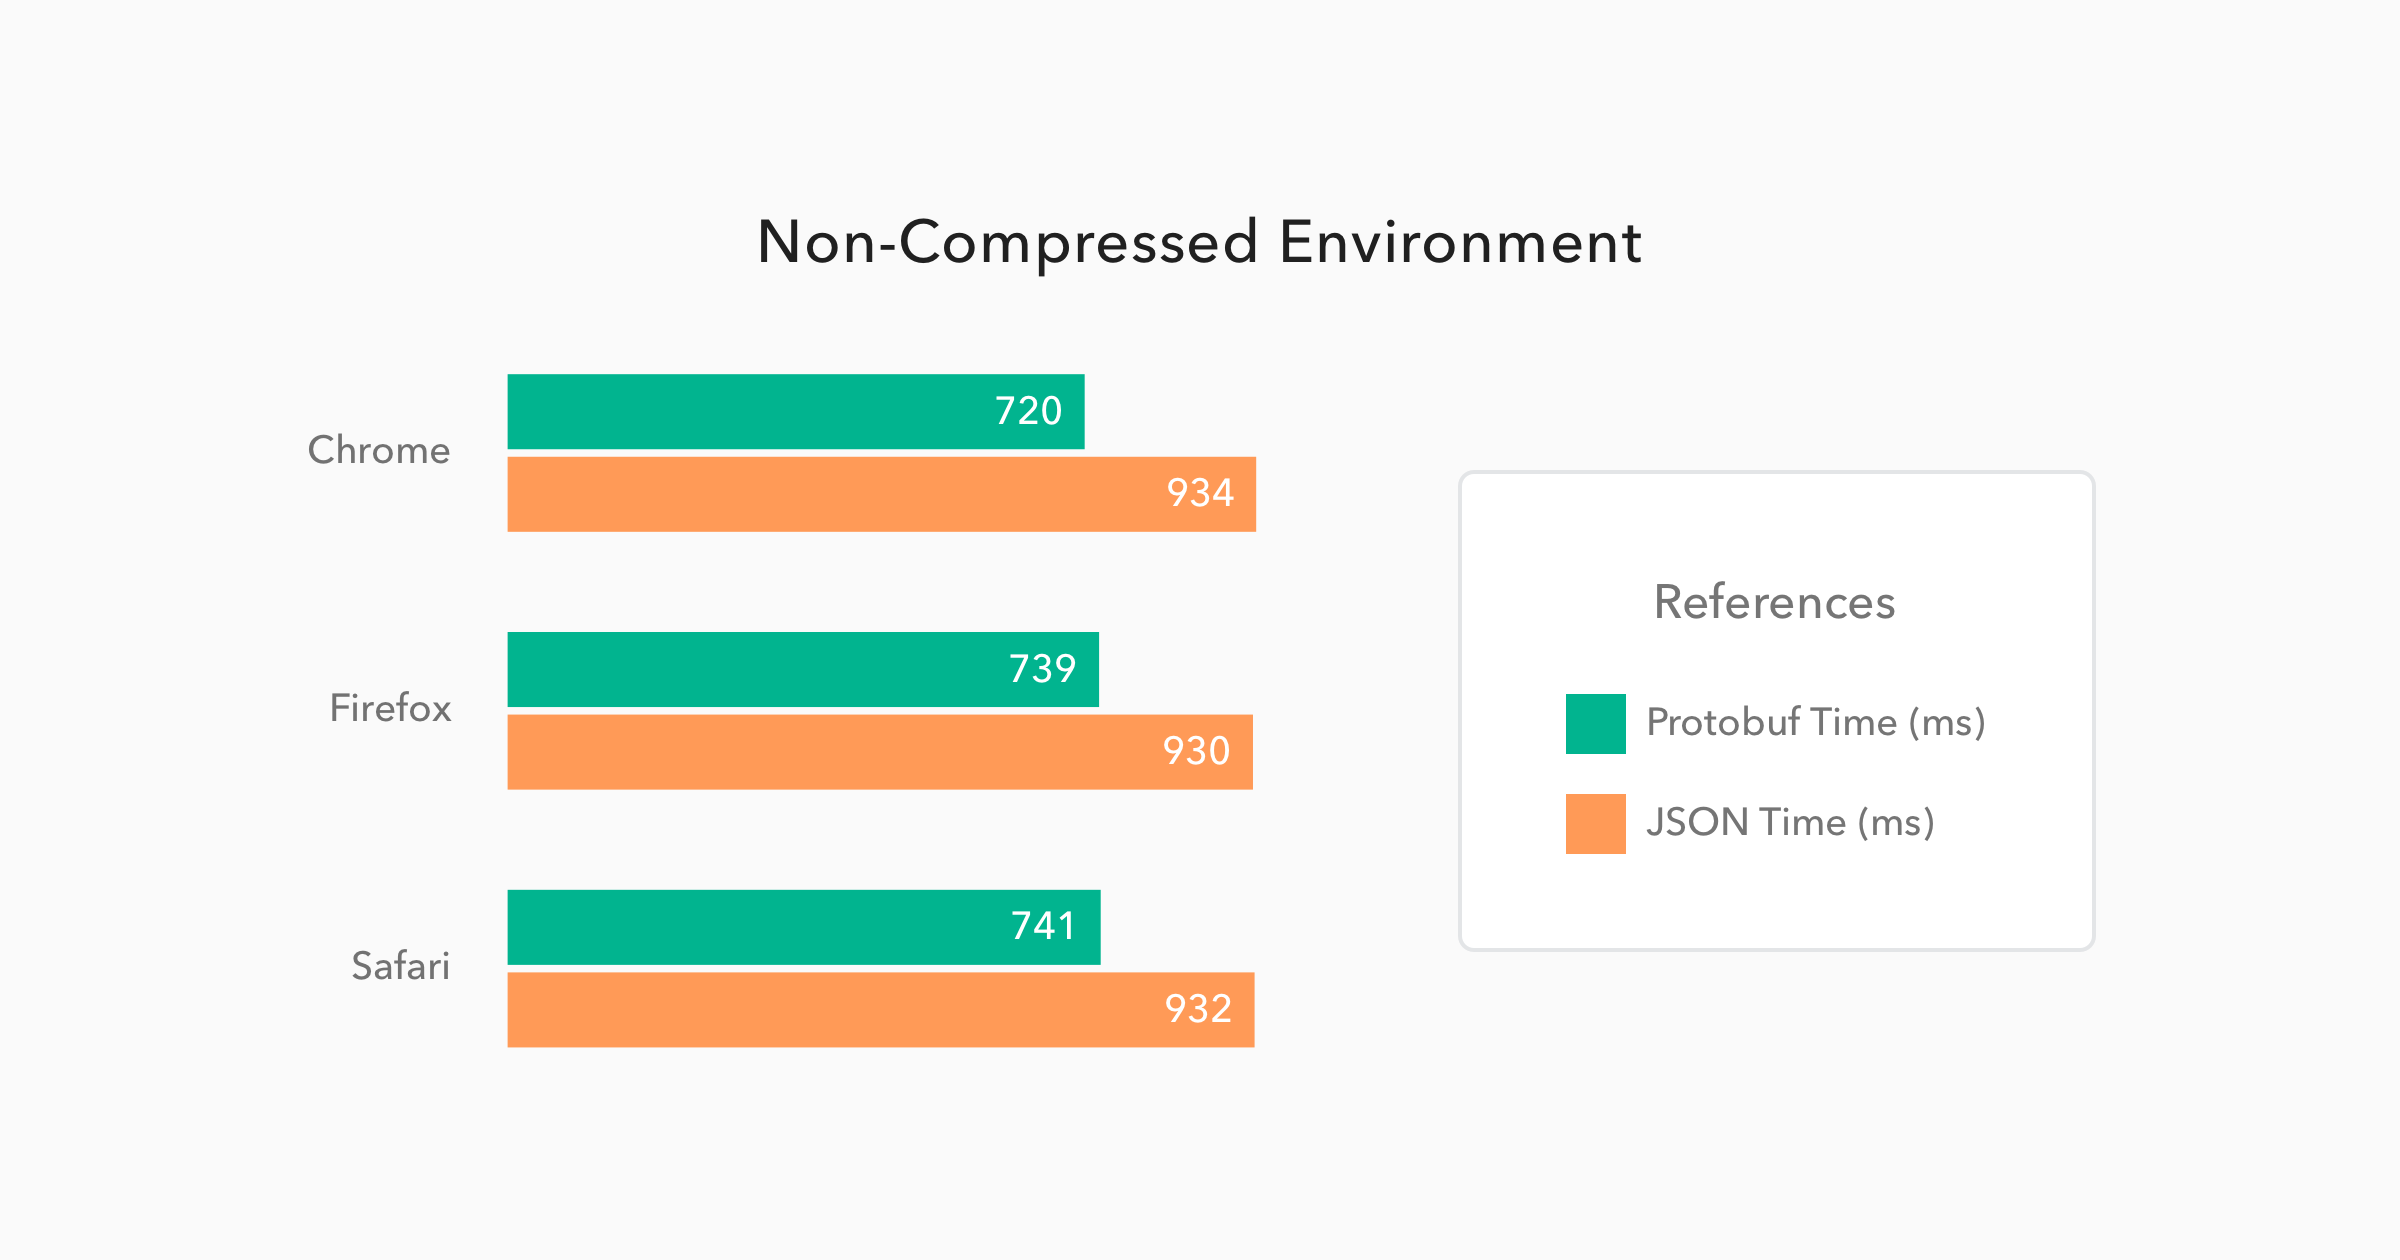 Non-Compressed Environment
Chrome
720
934
Firefox
739
930
Safari
741
932
References
Protobuf Time (ms)
JSON Time (ms)